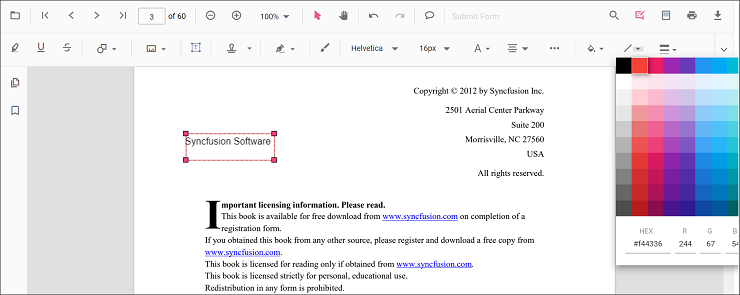 3 of 60 100% Submit Form
T Helvetica 16px A
Copyright © 2012 by Syncfusion Inc.
2501 Aerial Center Parkway
Suite 200
Morrisville, NC 27560
USA
All rights reserved.
Syncfusion Software
Important licensing information. Please read.
This book is available for free download from www.syncfusion.com on completion of a
registration form.
If you obtained this book from any other source, please register and download a free copy from
www.syncfusion.com.
This book is licensed for reading only if obtained from www.syncfusion.com.
This book is licensed strictly for personal, educational use.
Redistribution in any form is prohibited.
HEX R G B
#f44336 244 67 54